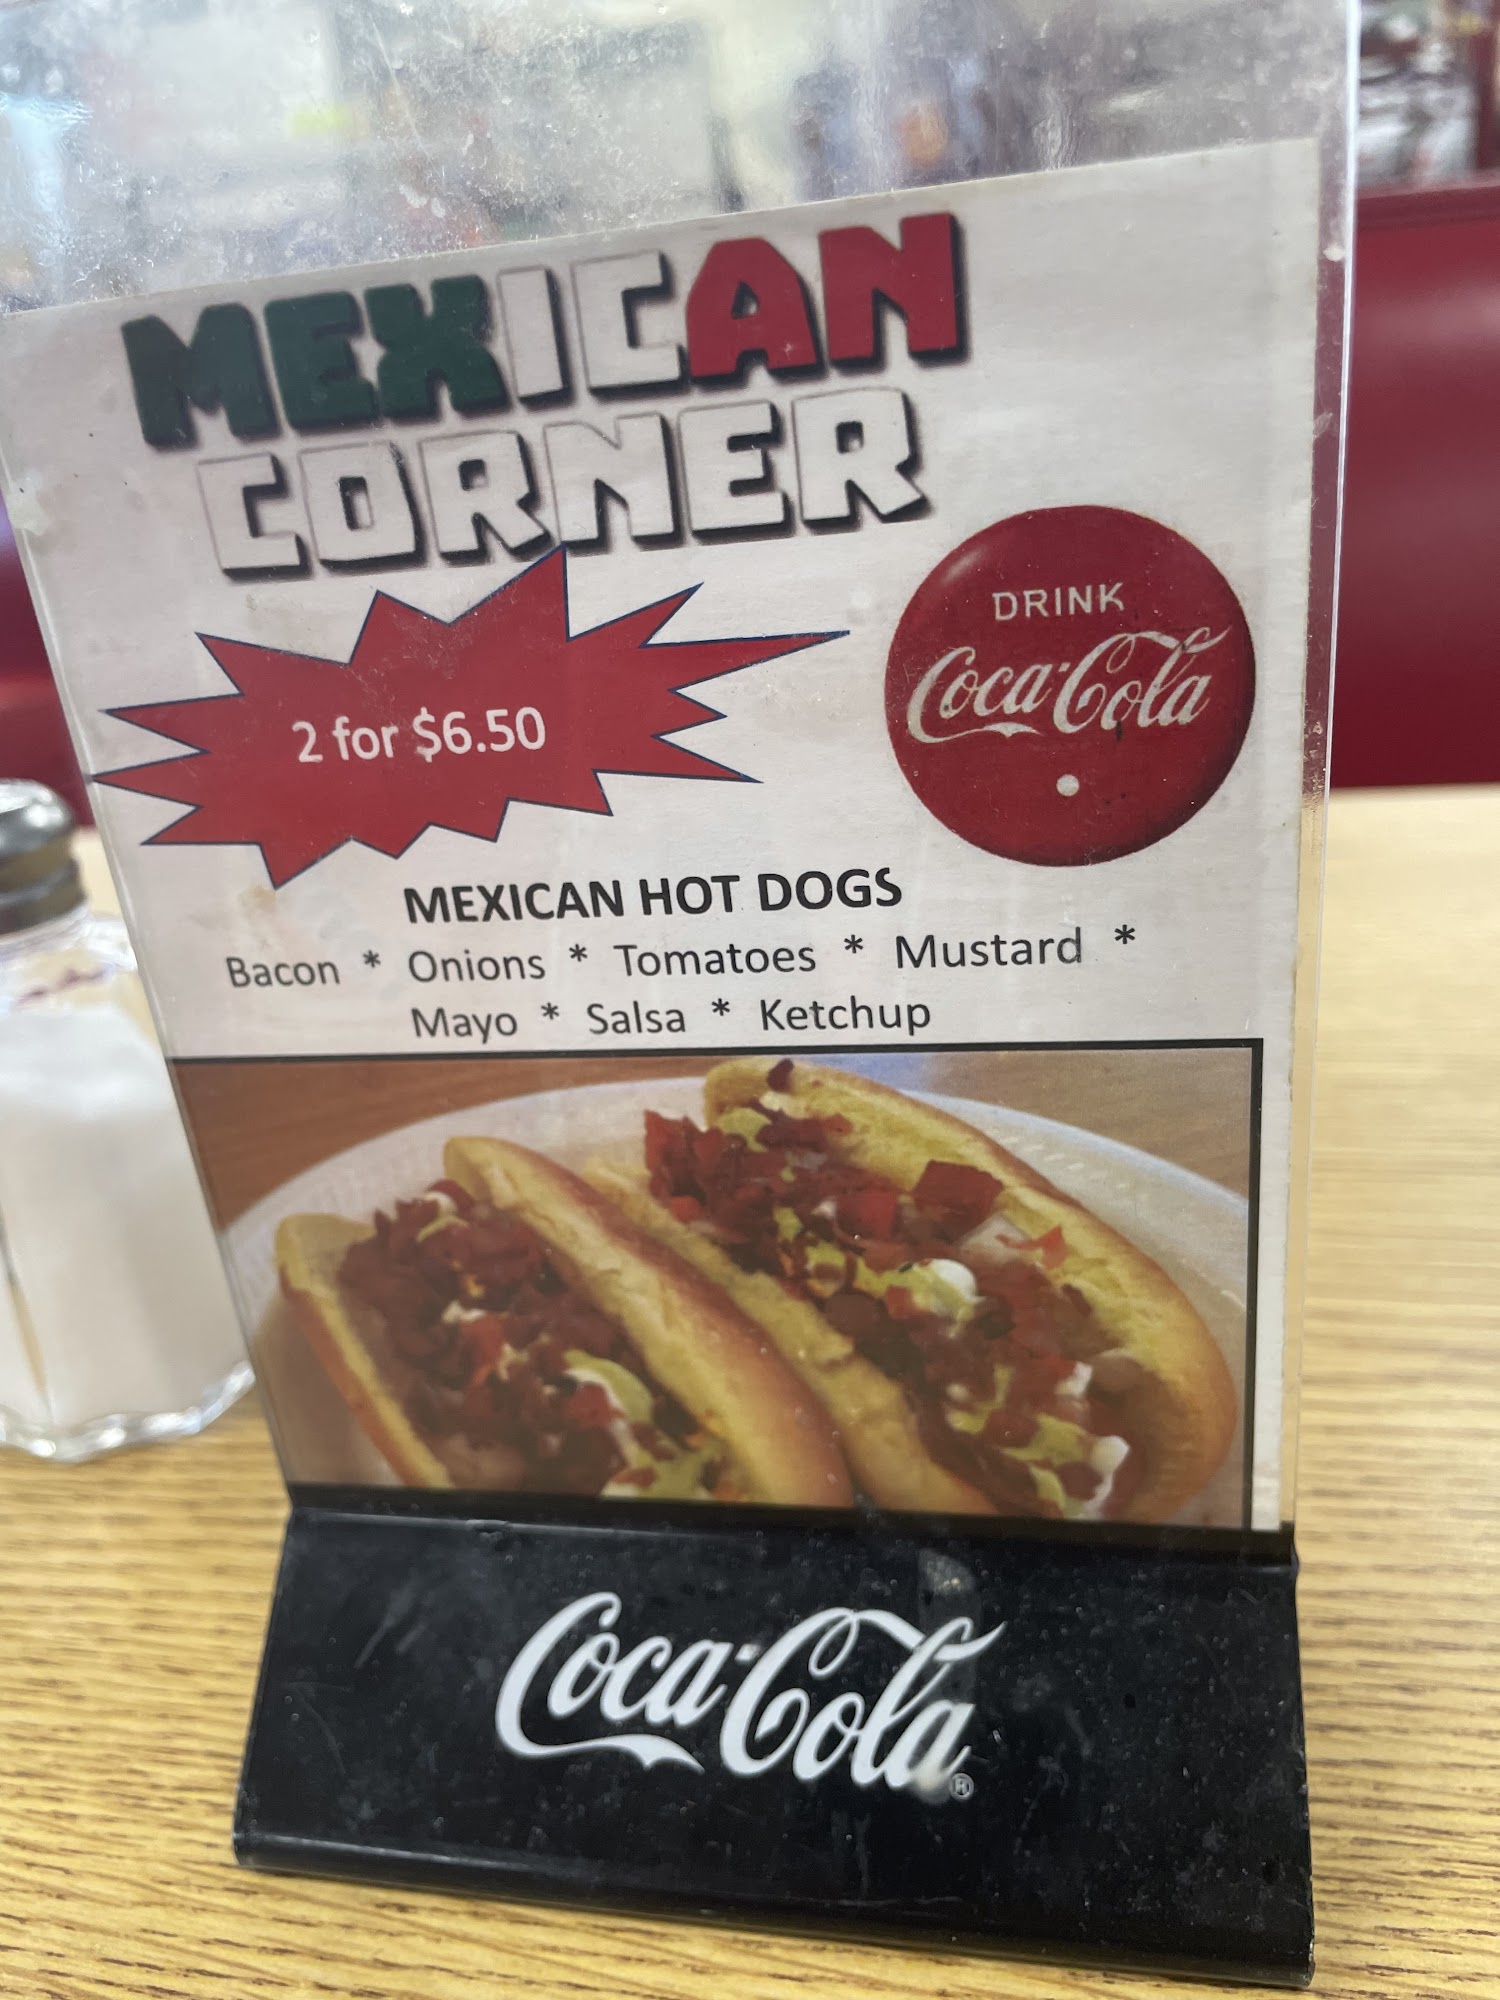 MEXICAN
CORNER
DRINK
Coca-Cola
2 for $6.50
MEXICAN HOT DOGS
Bacon * Onions * Tomatoes * Mustard *
Mayo * Salsa * Ketchup
Coca-Cola®